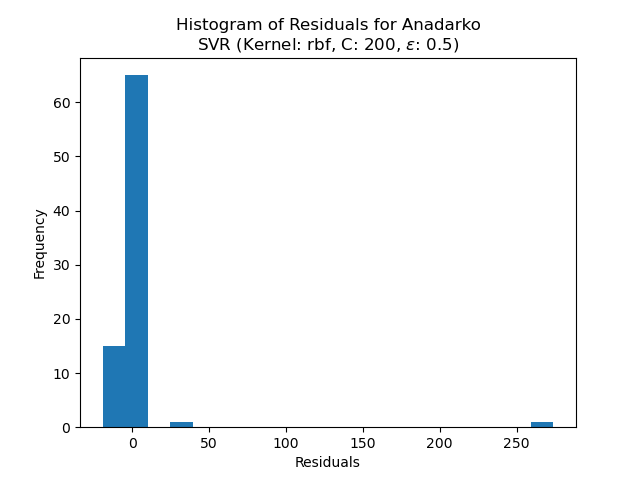 Histogram of Residuals for Anadarko
SVR (Kernel: rbf, C: 200, ε: 0.5)
60
50
40
30
20
10
0
Frequency
0 50 100 150 200 250
Residuals